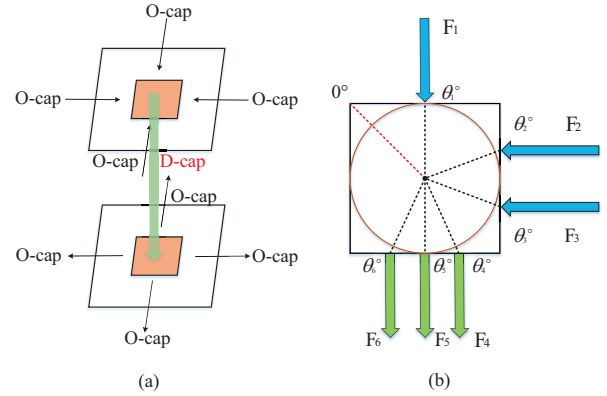 O-cap
O-cap
O-cap
O-cap
D-cap
O-cap
O-cap
O-cap
O-cap
(a)
F1
0°
θ1°
θ2°
F2
F3
θ3°
θ6°
θ5°
θ4°
F6
F5
F4
(b)